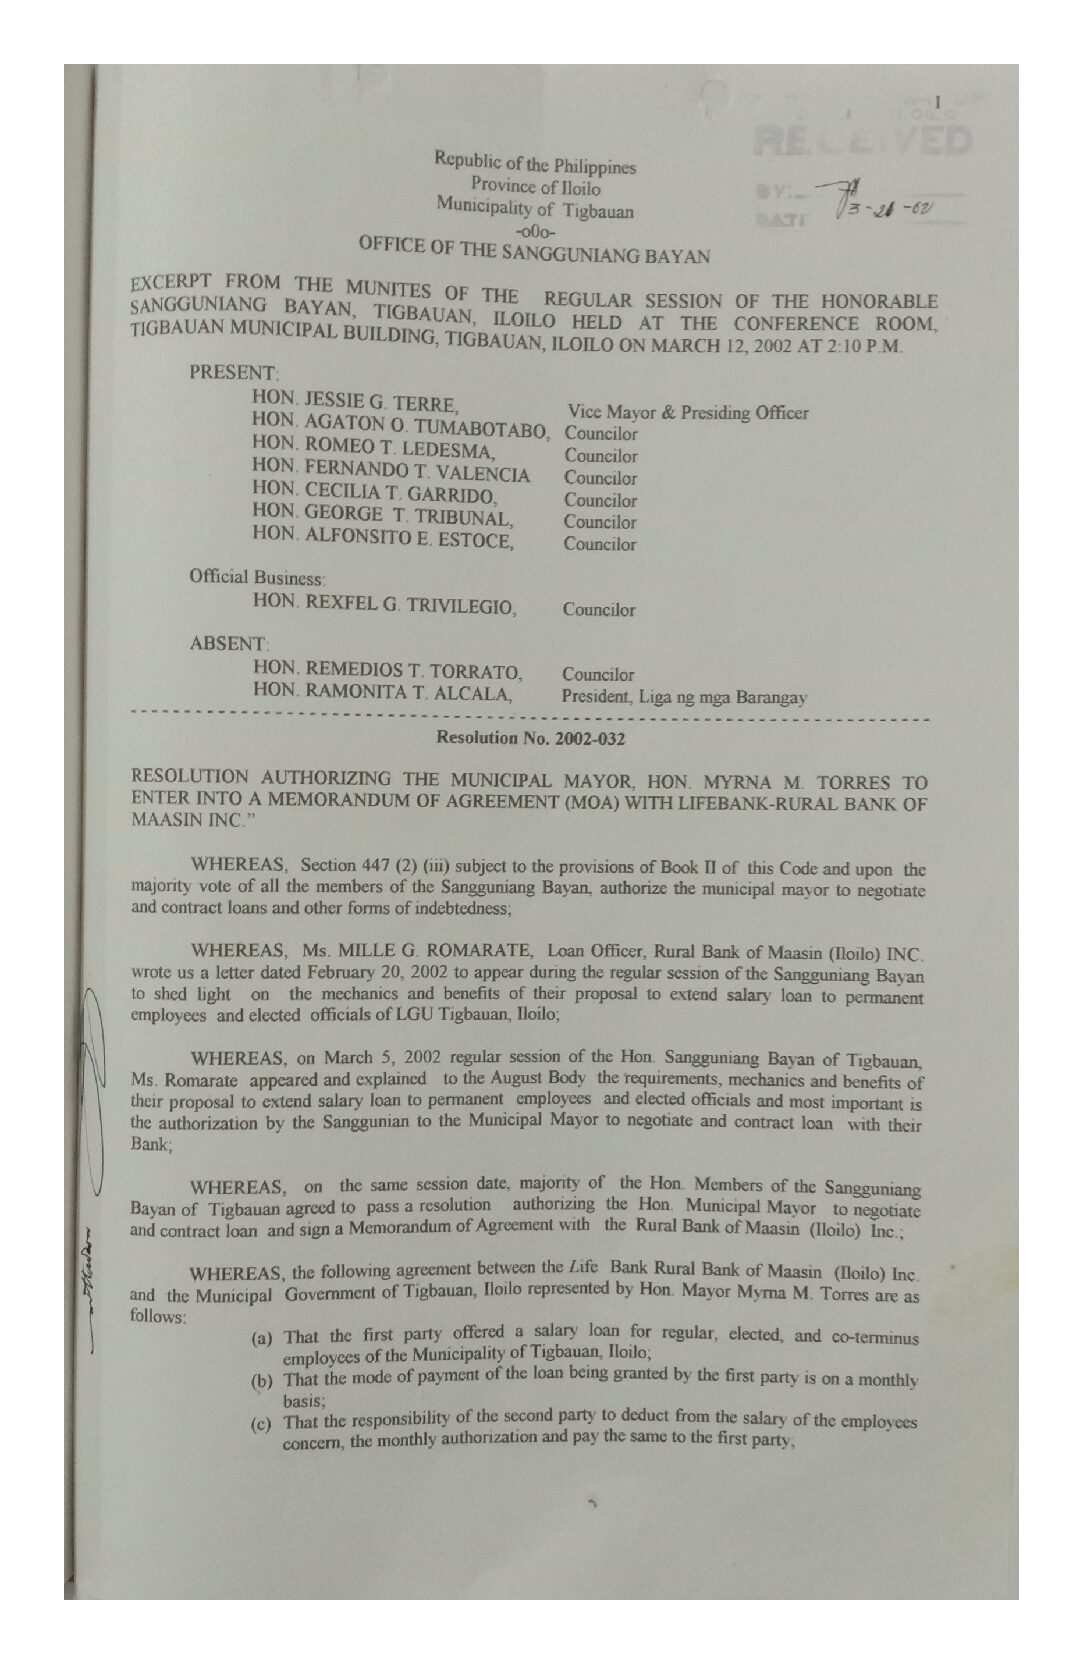 1
RECEIVED
BY:
DATE
3-21-02
Republic of the Philippines
Province of Iloilo
Municipality of Tigbauan
-o0o-
OFFICE OF THE SANGGUNIANG BAYAN
EXCERPT FROM THE MUNITES OF THE REGULAR SESSION OF THE HONORABLE
SANGGUNIANG BAYAN, TIGBAUAN, ILOILO HELD AT THE CONFERENCE ROOM,
TIGBAUAN MUNICIPAL BUILDING, TIGBAUAN, ILOILO ON MARCH 12, 2002 AT 2:10 P.M.
PRESENT:
HON. JESSIE G. TERRE, Vice Mayor & Presiding Officer
HON. AGATON O. TUMABOTABO, Councilor
HON. ROMEO T. LEDESMA, Councilor
HON. FERNANDO T. VALENCIA Councilor
HON. CECILIA T. GARRIDO, Councilor
HON. GEORGE T. TRIBUNAL, Councilor
HON. ALFONSITO E. ESTOCE, Councilor
Official Business:
HON. REXFEL G. TRIVILEGIO, Councilor
ABSENT:
HON. REMEDIOS T. TORRATO, Councilor
HON. RAMONITA T. ALCALA, President, Liga ng mga Barangay
Resolution No. 2002-032
RESOLUTION AUTHORIZING THE MUNICIPAL MAYOR, HON. MYRNA M. TORRES TO
ENTER INTO A MEMORANDUM OF AGREEMENT (MOA) WITH LIFEBANK-RURAL BANK OF
MAASIN INC."
WHEREAS, Section 447 (2) (iii) subject to the provisions of Book II of this Code and upon the
majority vote of all the members of the Sangguniang Bayan, authorize the municipal mayor to negotiate
and contract loans and other forms of indebtedness;
WHEREAS, Ms. MILLE G. ROMARATE, Loan Officer, Rural Bank of Maasin (Iloilo) INC.
wrote us a letter dated February 20, 2002 to appear during the regular session of the Sangguniang Bayan
to shed light on the mechanics and benefits of their proposal to extend salary loan to permanent
employees and elected officials of LGU Tigbauan, Iloilo;
WHEREAS, on March 5, 2002 regular session of the Hon. Sangguniang Bayan of Tigbauan,
Ms. Romarate appeared and explained to the August Body the requirements, mechanics and benefits of
their proposal to extend salary loan to permanent employees and elected officials and most important is
the authorization by the Sanggunian to the Municipal Mayor to negotiate and contract loan with their
Bank;
WHEREAS, on the same session date, majority of the Hon. Members of the Sangguniang
Bayan of Tigbauan agreed to pass a resolution authorizing the Hon. Municipal Mayor to negotiate
and contract loan and sign a Memorandum of Agreement with the Rural Bank of Maasin (Iloilo) Inc.;
WHEREAS, the following agreement between the Life Bank Rural Bank of Maasin (Iloilo) Inc.
and the Municipal Government of Tigbauan, Iloilo represented by Hon. Mayor Myrna M. Torres are as
follows:
(a) That the first party offered a salary loan for regular, elected, and co-terminus
employees of the Municipality of Tigbauan, Iloilo;
(b) That the mode of payment of the loan being granted by the first party is on a monthly
basis;
(c) That the responsibility of the second party to deduct from the salary of the employees
concern, the monthly authorization and pay the same to the first party;